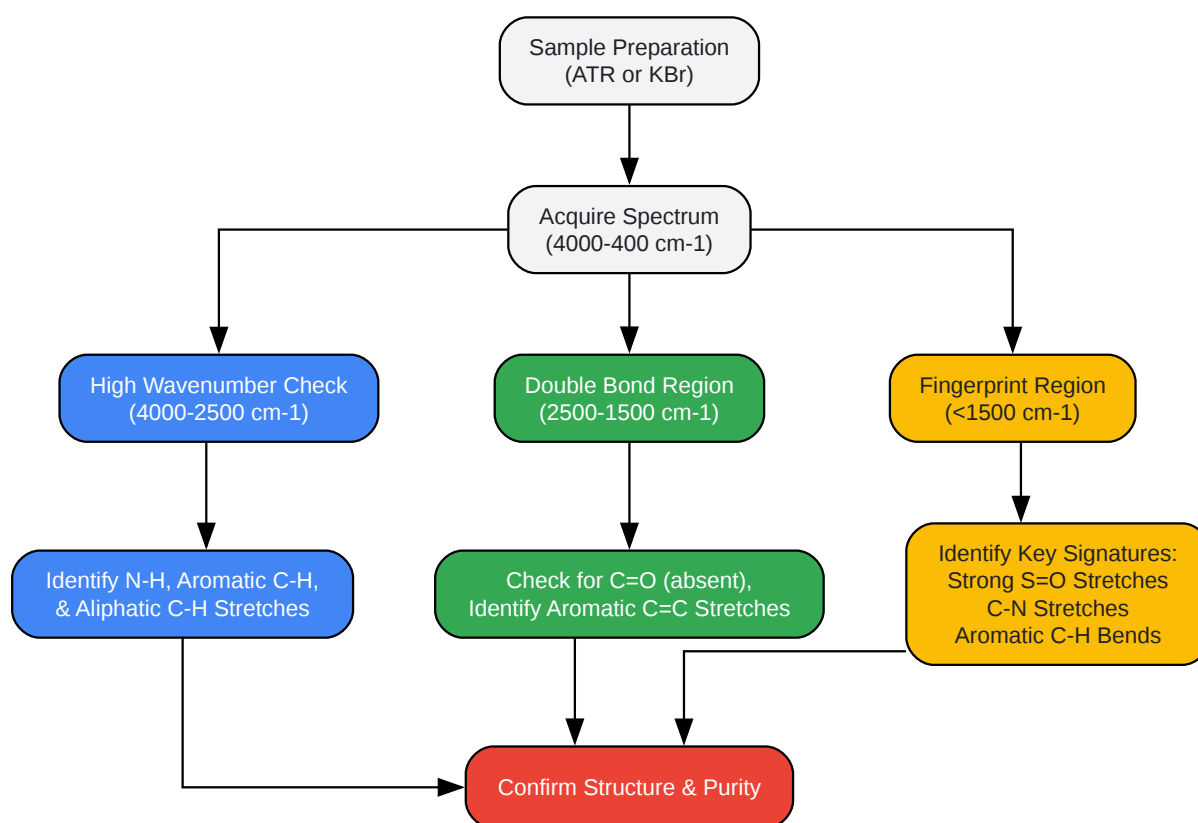 Sample Preparation
(ATR or KBr)
Acquire Spectrum
(4000-400 cm-1)
High Wavenumber Check
(4000-2500 cm-1)
Double Bond Region
(2500-1500 cm-1)
Fingerprint Region
(<1500 cm-1)
Identify N-H, Aromatic C-H,
& Aliphatic C-H Stretches
Check for C=O (absent),
Identify Aromatic C=C Stretches
Identify Key Signatures:
Strong S=O Stretches
C-N Stretches
Aromatic C-H Bends
Confirm Structure & Purity